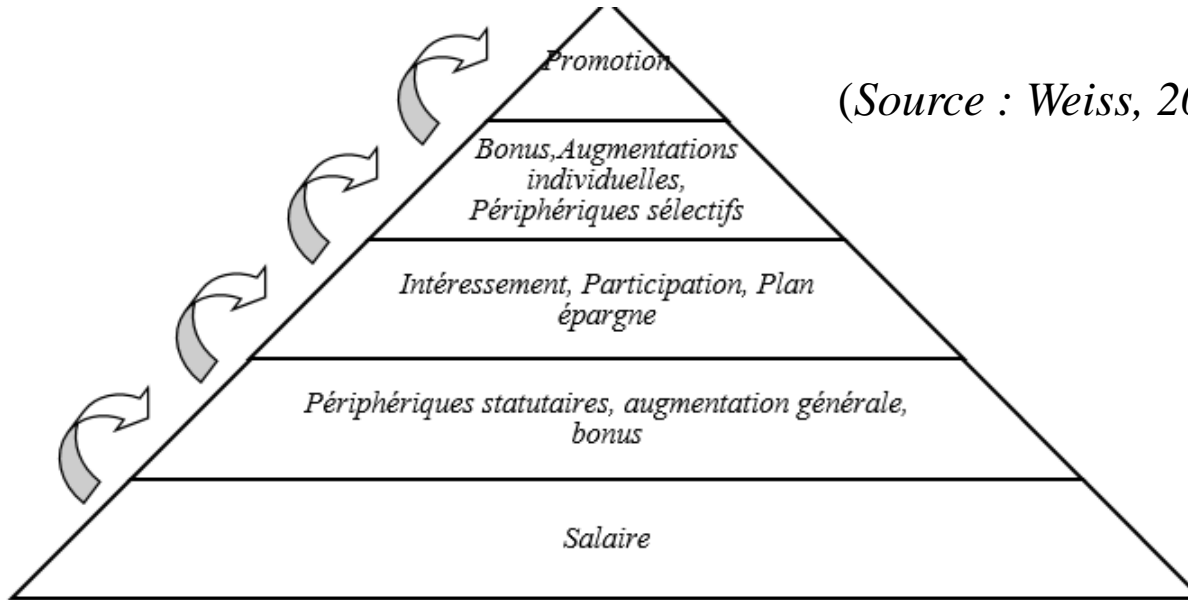 Promotion
(Source : Weiss, 20
Bonus,Augmentations
individuelles,
Périphériques sélectifs
Intéressement, Participation, Plan
épargne
Périphériques statutaires, augmentation générale,
bonus
Salaire